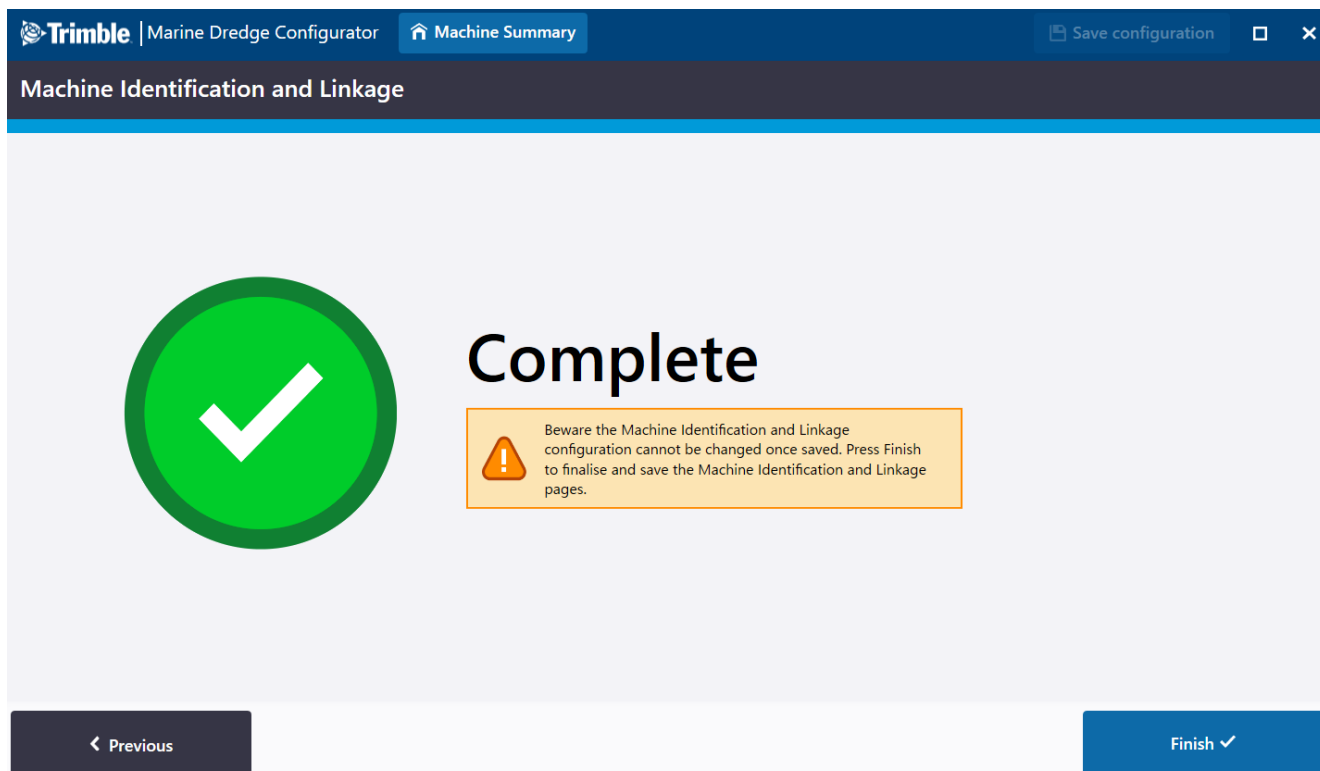 Trimble. | Marine Dredge Configurator Machine Summary Save configuration
Machine Identification and Linkage
Complete
Beware the Machine Identification and Linkage
configuration cannot be changed once saved. Press Finish
to finalise and save the Machine Identification and Linkage
pages.
Previous Finish